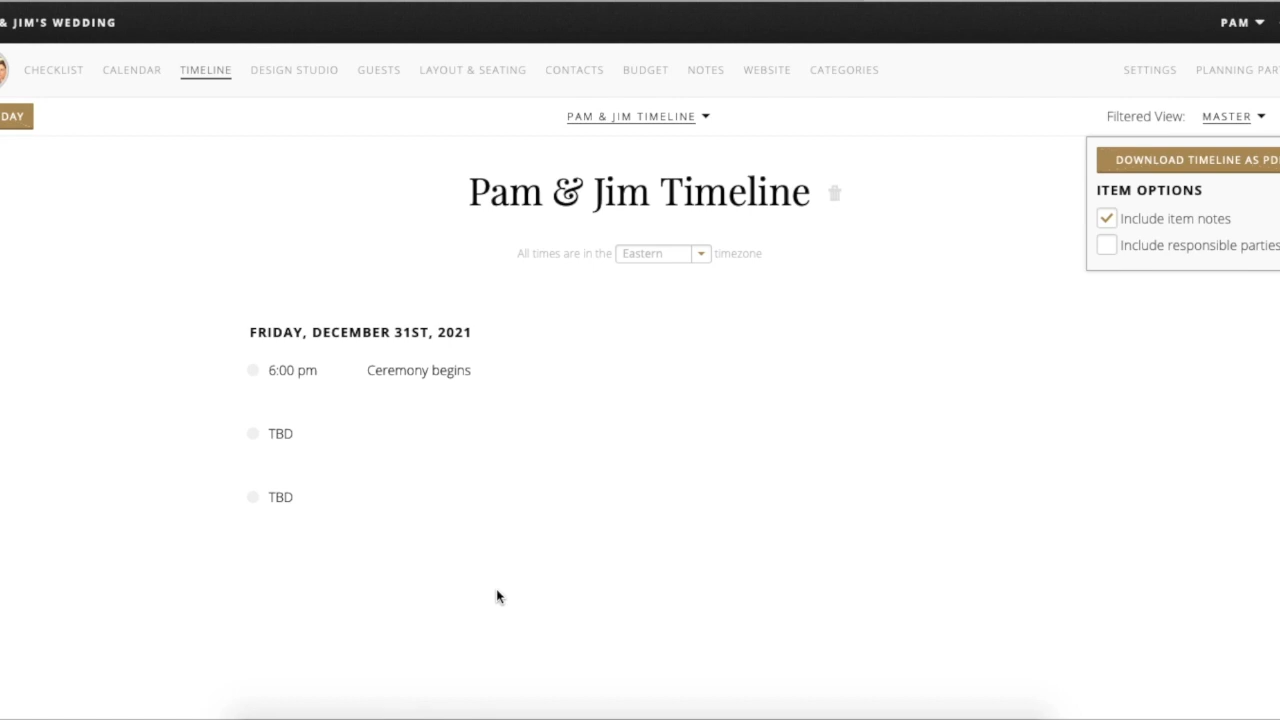 & JIM'S WEDDING
PAM
CHECKLIST CALENDAR TIMELINE DESIGN STUDIO GUESTS LAYOUT & SEATING CONTACTS BUDGET NOTES WEBSITE CATEGORIES SETTINGS PLANNING PAR
DAY
PAM & JIM TIMELINE
Filtered View: MASTER
DOWNLOAD TIMELINE AS PD
Pam & Jim Timeline
ITEM OPTIONS
Include item notes
Include responsible parties
All times are in the Eastern timezone
FRIDAY, DECEMBER 31ST, 2021
6:00 pm Ceremony begins
TBD
TBD